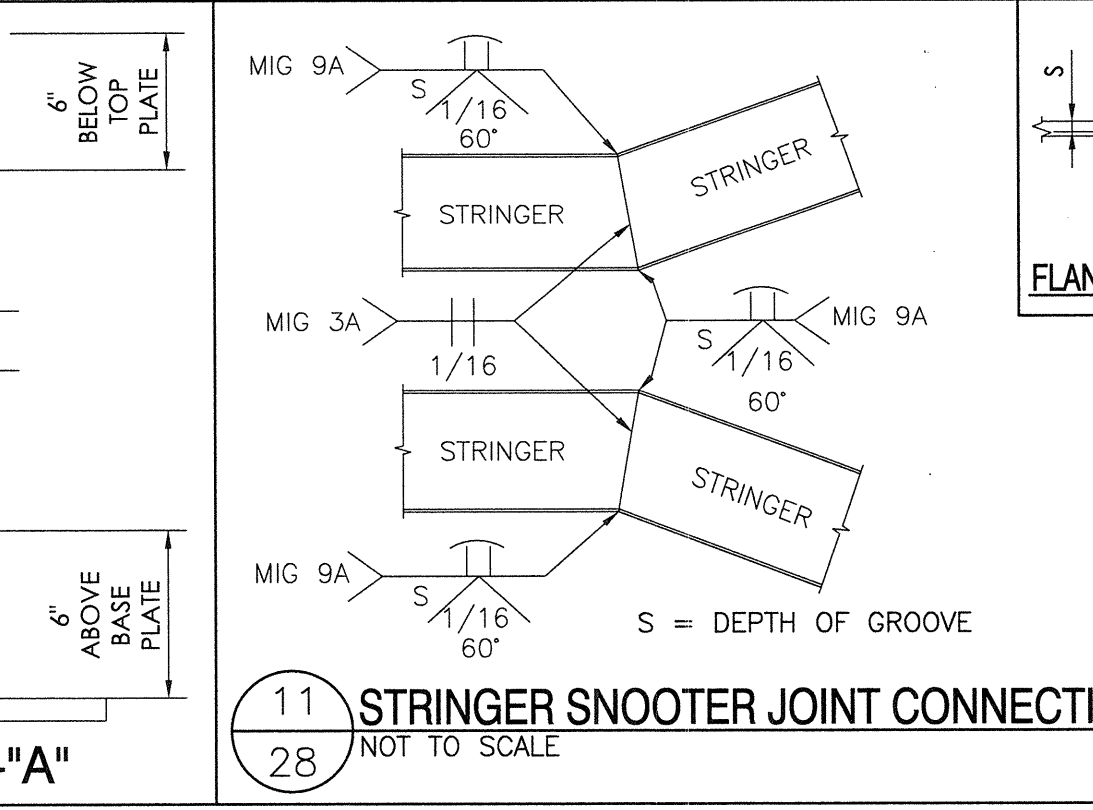 6"
BELOW
TOP
PLATE
6"
ABOVE
BASE
PLATE
"A"
MIG 9A
S
1/16
60°
STRINGER
STRINGER
MIG 3A
1/16
MIG 9A
S
1/16
60°
STRINGER
STRINGER
MIG 9A
S
1/16
60°
S = DEPTH OF GROOVE
11
28
STRINGER SNOOTER JOINT CONNECTI
NOT TO SCALE
S
FLAN